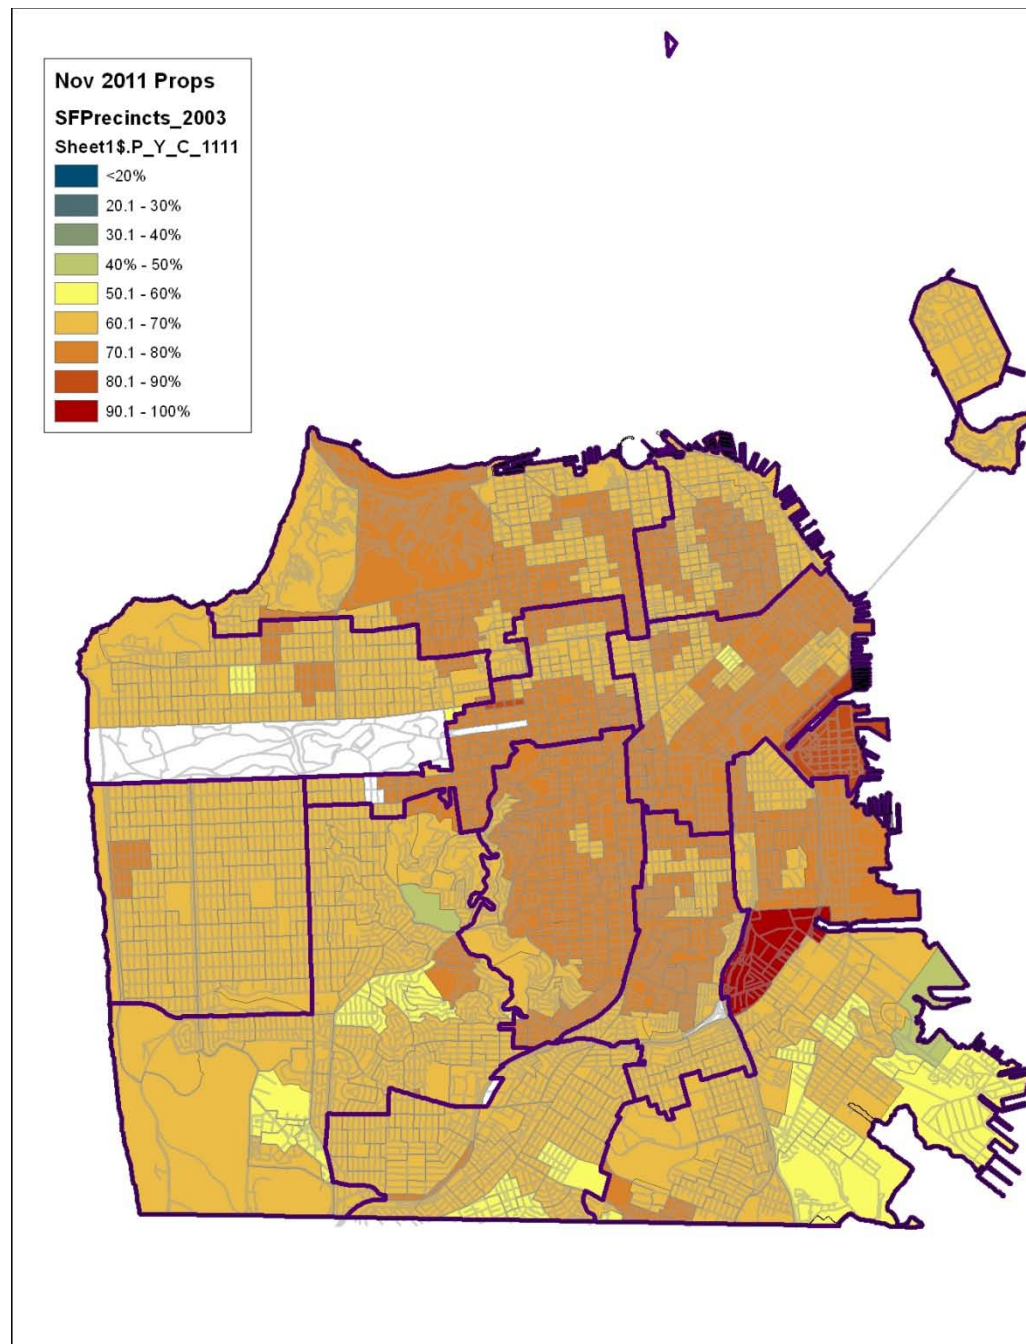 Nov 2011 Props
SFPrecincts_2003
Sheet1$.P_Y_C_1111
<20%
20.1 - 30%
30.1 - 40%
40% - 50%
50.1 - 60%
60.1 - 70%
70.1 - 80%
80.1 - 90%
90.1 - 100%